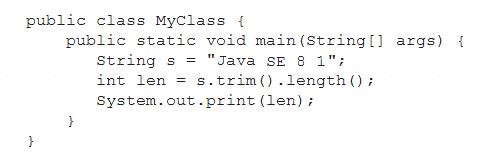 public class MyClass {
public static void main(String[] args) {
String s = "Java SE 8 1";
int len = s.trim().length();
System.out.print(len);
}
}